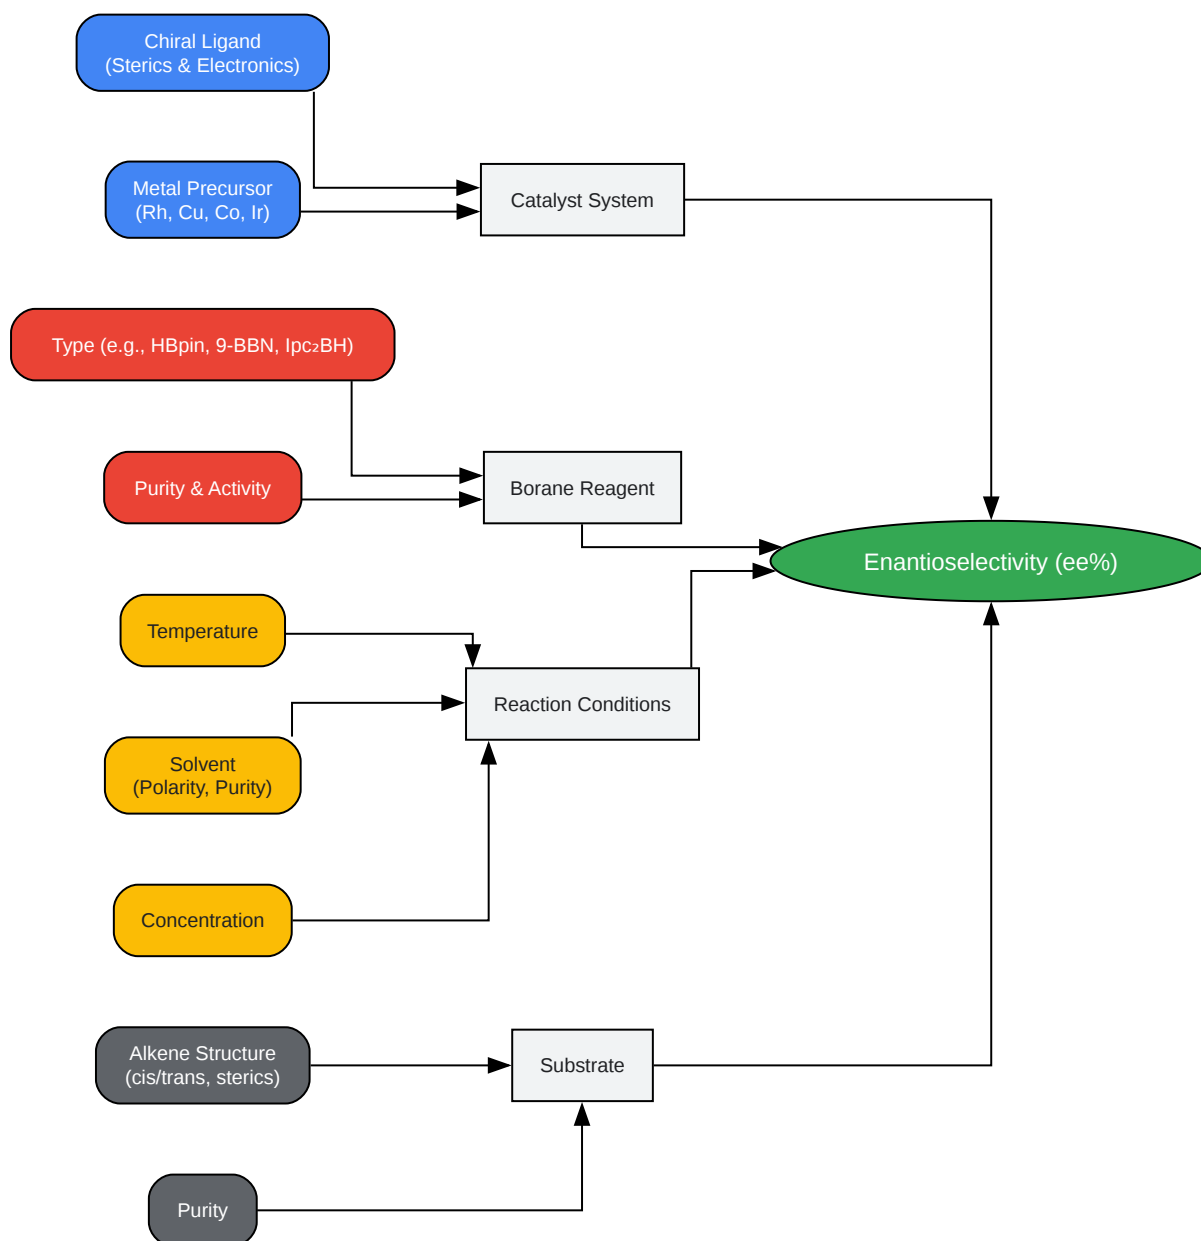 Chiral Ligand
(Sterics & Electronics)
Metal Precursor
(Rh, Cu, Co, Ir)
Catalyst System
Type (e.g., HBpin, 9-BBN, Ipc₂BH)
Purity & Activity
Borane Reagent
Enantioselectivity (ee%)
Temperature
Reaction Conditions
Solvent
(Polarity, Purity)
Concentration
Alkene Structure
(cis/trans, sterics)
Substrate
Purity